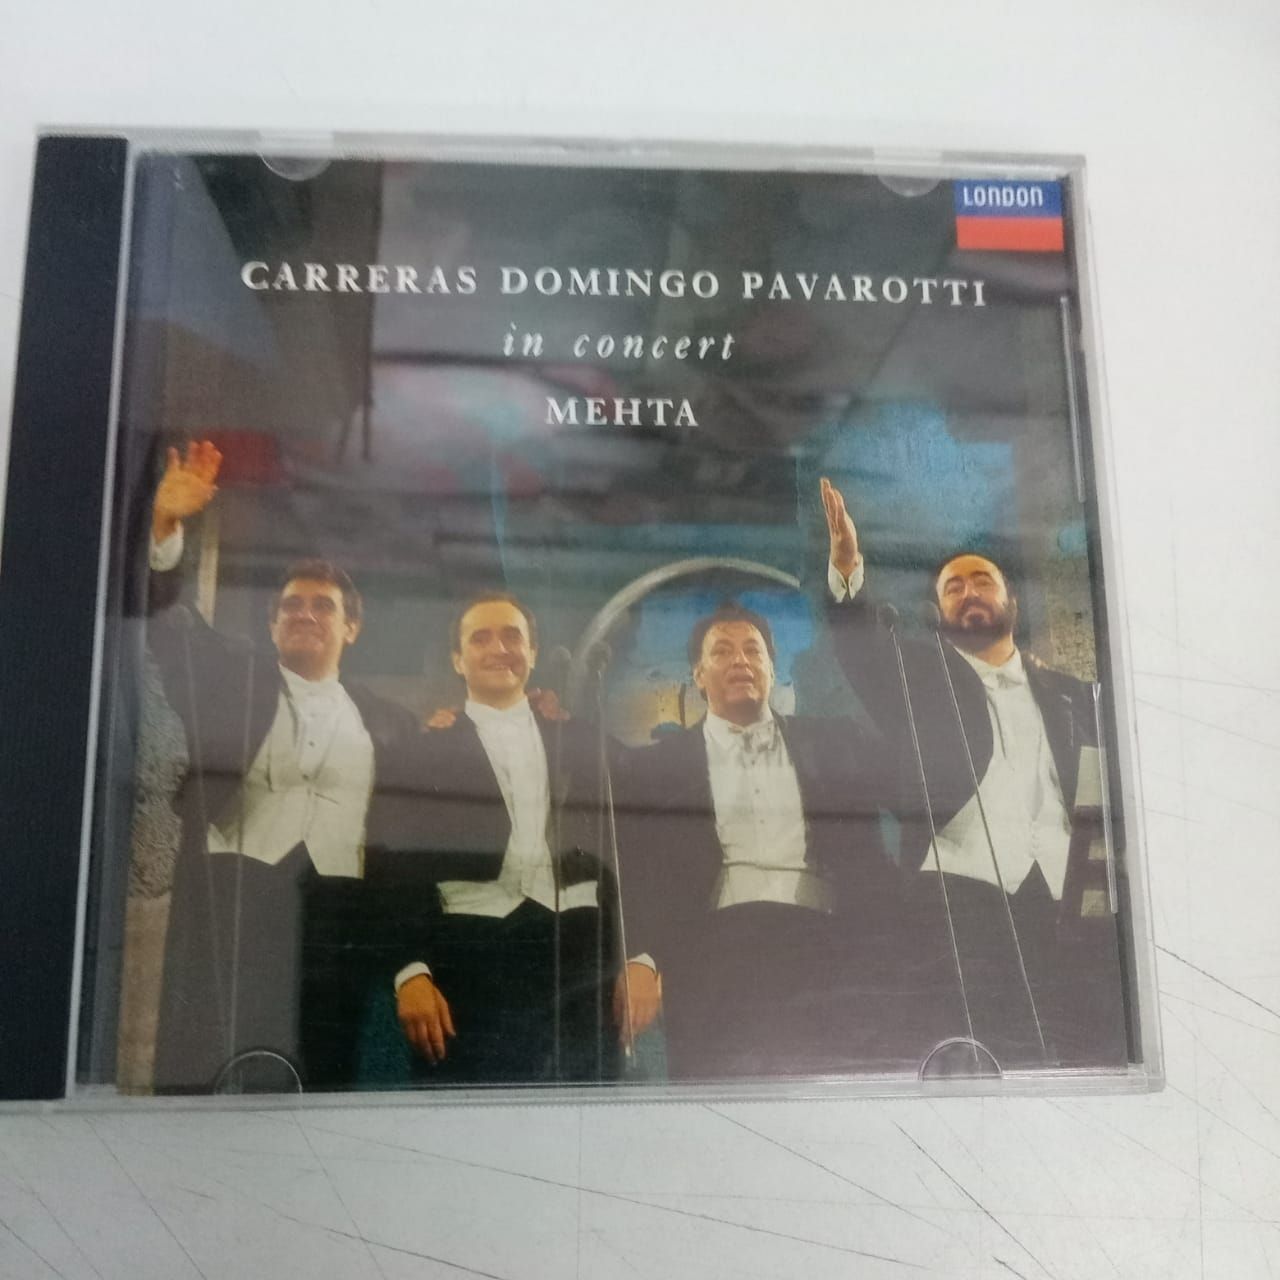 LONDON
CARRERAS DOMINGO PAVAROTTI
in concert
MEHTA